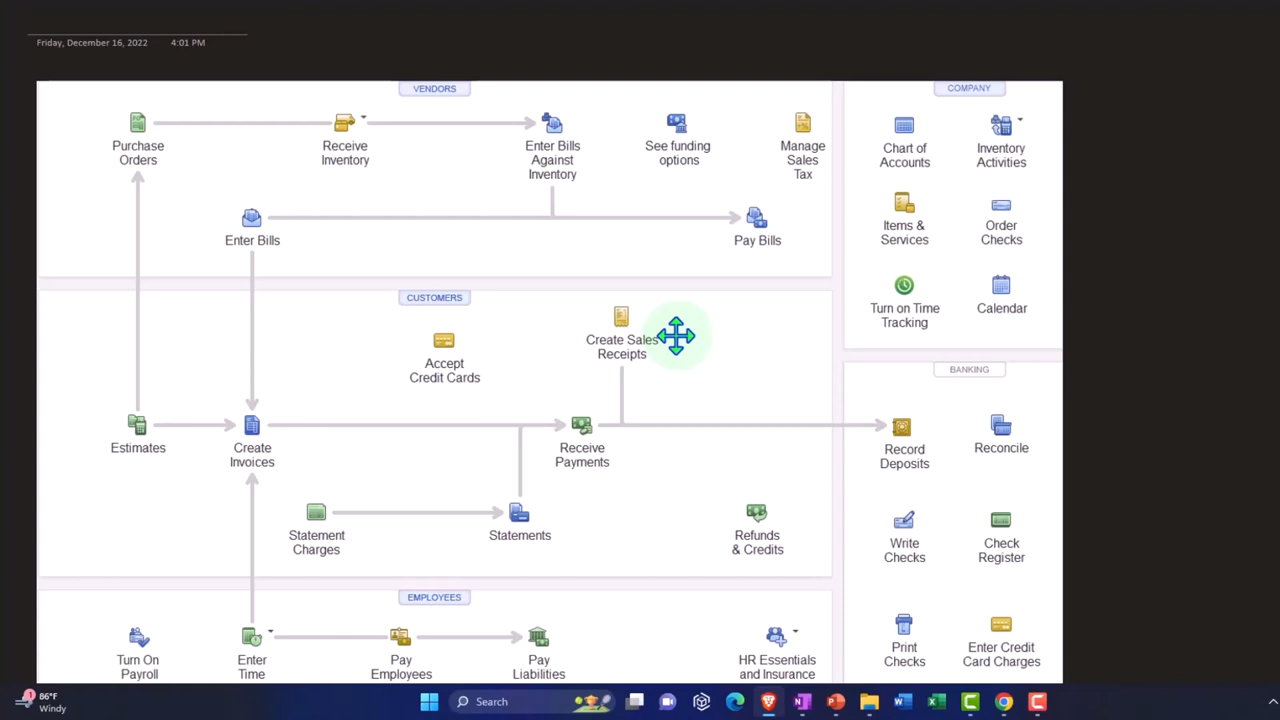 Friday, December 16, 2022 4:01 PM
VENDORS
COMPANY
Purchase
Orders
Receive
Inventory
Enter Bills
Against
Inventory
See funding
options
Manage
Sales
Tax
Chart of
Accounts
Inventory
Activities
Enter Bills
Pay Bills
Items &
Services
Order
Checks
CUSTOMERS
Turn on Time
Tracking
Calendar
Accept
Credit Cards
Create Sales
Receipts
BANKING
Estimates
Create
Invoices
Receive
Payments
Record
Deposits
Reconcile
Statement
Charges
Statements
Refunds
& Credits
Write
Checks
Check
Register
EMPLOYEES
Turn On
Payroll
Enter
Time
Pay
Employees
Pay
Liabilities
HR Essentials
and Insurance
Print
Checks
Enter Credit
Card Charges
1
86°F
Windy
Search